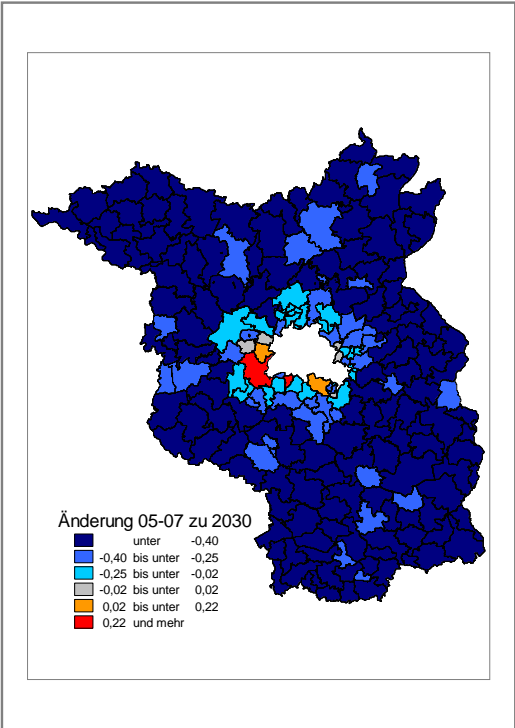 Änderung 05-07 zu 2030
unter -0,40
-0,40 bis unter -0,25
-0,25 bis unter -0,02
-0,02 bis unter 0,02
0,02 bis unter 0,22
0,22 und mehr